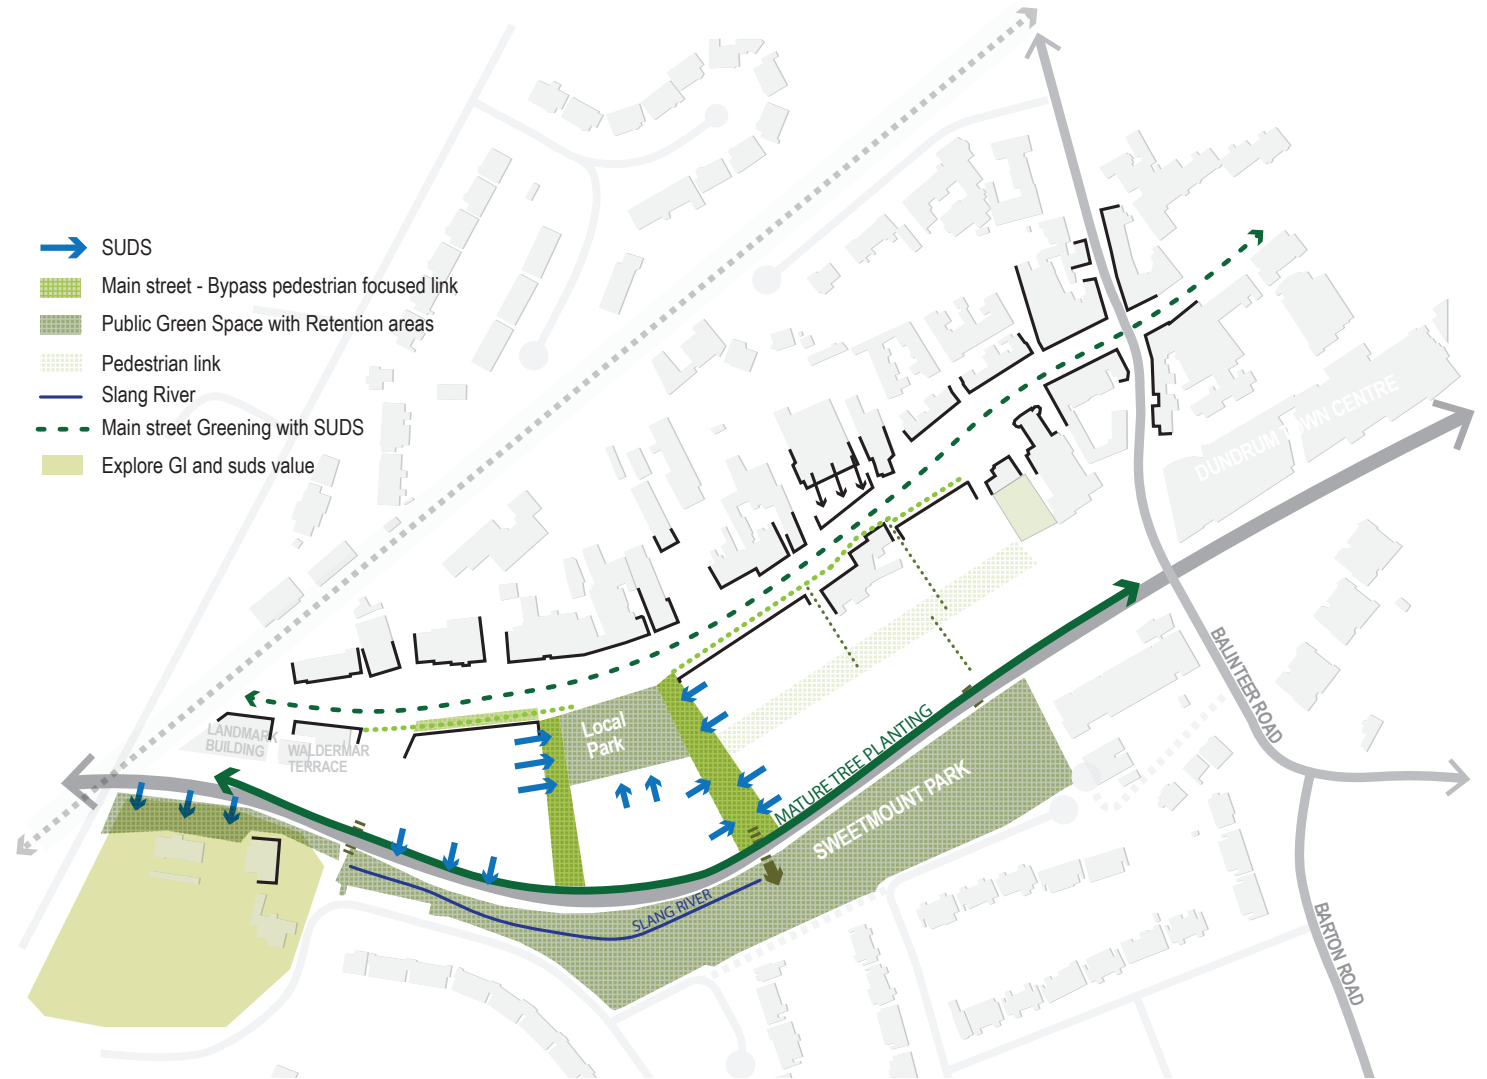 SUDS
Main street - Bypass pedestrian focused link
Public Green Space with Retention areas
Pedestrian link
Slang River
Main street Greening with SUDS
Explore GI and suds value
DUNDRUM TOWN CENTRE
BALINTEER ROAD
LANDMARK
BUILDING
WALDERMAR
TERRACE
Local
Park
MATURE TREE PLANTING
SWEETMOUNT PARK
SLANG RIVER
BARTON ROAD